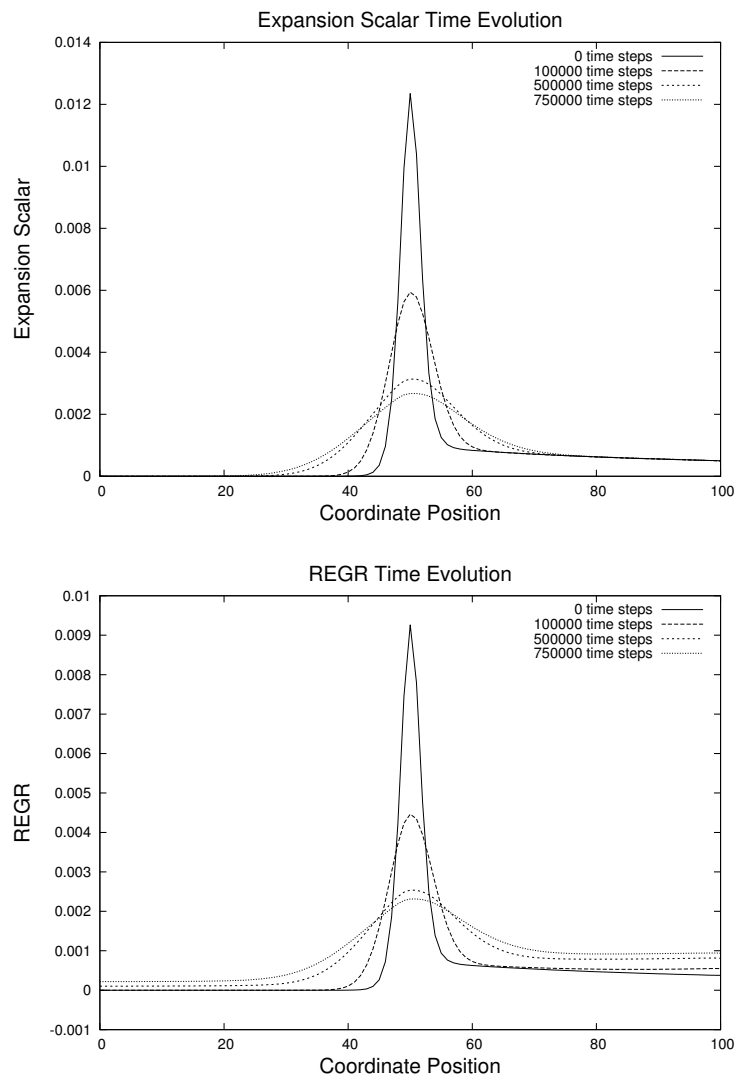 Expansion Scalar Time Evolution
0.014
0.012
0.01
0.008
0.006
0.004
0.002
0
Expansion Scalar
0 time steps
100000 time steps
500000 time steps
750000 time steps
0 20 40 60 80 100
Coordinate Position
REGR Time Evolution
0.01
0.009
0.008
0.007
0.006
0.005
0.004
0.003
0.002
0.001
0
-0.001
REGR
0 time steps
100000 time steps
500000 time steps
750000 time steps
0 20 40 60 80 100
Coordinate Position